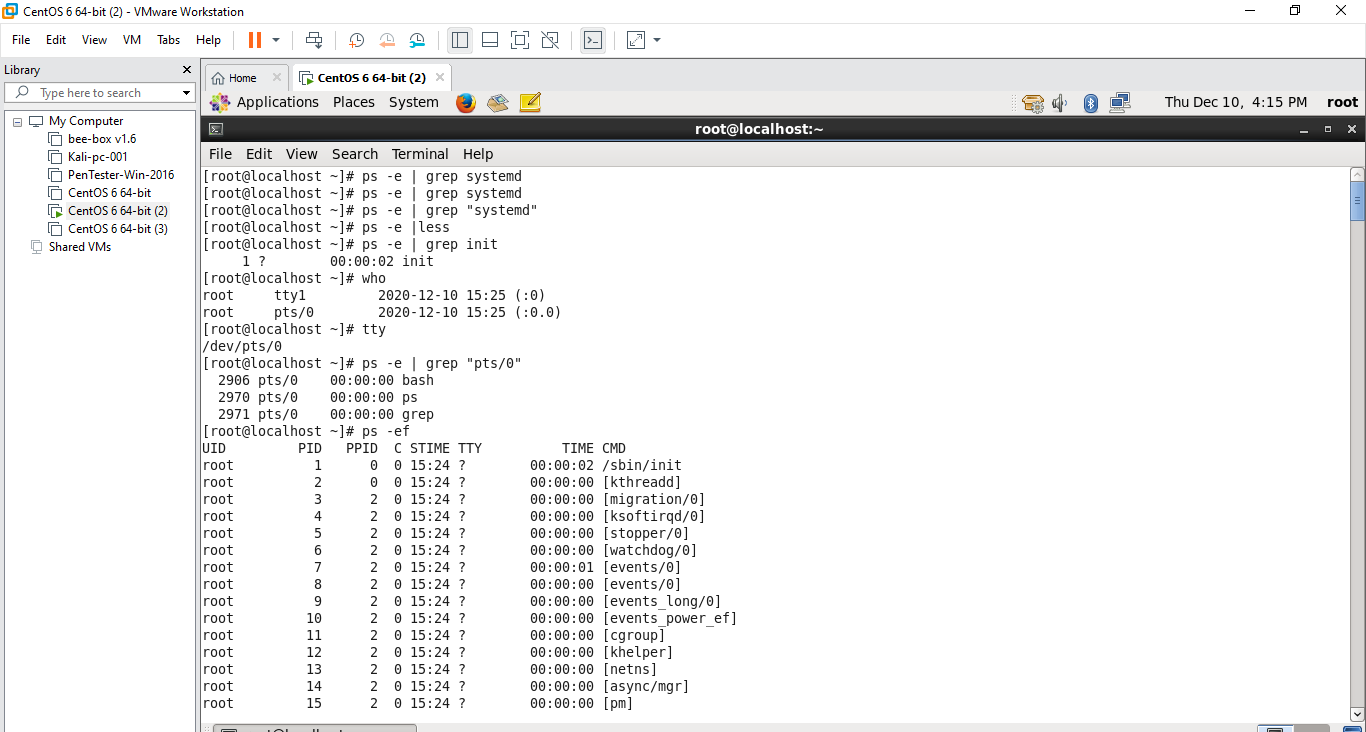 CentOS 6 64-bit (2) - VMware Workstation
File Edit View VM Tabs Help
Library
Type here to search
My Computer
bee-box v1.6
Kali-pc-001
PenTester-Win-2016
CentOS 6 64-bit
CentOS 6 64-bit (2)
CentOS 6 64-bit (3)
Shared VMs
Home CentOS 6 64-bit (2)
Applications Places System Thu Dec 10, 4:15 PM root
root@localhost:~
File Edit View Search Terminal Help
[root@localhost ~]# ps -e | grep systemd
[root@localhost ~]# ps -e | grep systemd
[root@localhost ~]# ps -e | grep "systemd"
[root@localhost ~]# ps -e |less
[root@localhost ~]# ps -e | grep init
     1 ?        00:00:02 init
[root@localhost ~]# who
root     tty1         2020-12-10 15:25 (:0)
root     pts/0        2020-12-10 15:25 (:0.0)
[root@localhost ~]# tty
/dev/pts/0
[root@localhost ~]# ps -e | grep "pts/0"
  2906 pts/0    00:00:00 bash
  2970 pts/0    00:00:00 ps
  2971 pts/0    00:00:00 grep
[root@localhost ~]# ps -ef
UID         PID   PPID  C STIME TTY          TIME CMD
root          1      0  0 15:24 ?        00:00:02 /sbin/init
root          2      0  0 15:24 ?        00:00:00 [kthreadd]
root          3      2  0 15:24 ?        00:00:00 [migration/0]
root          4      2  0 15:24 ?        00:00:00 [ksoftirqd/0]
root          5      2  0 15:24 ?        00:00:00 [stopper/0]
root          6      2  0 15:24 ?        00:00:00 [watchdog/0]
root          7      2  0 15:24 ?        00:00:01 [events/0]
root          8      2  0 15:24 ?        00:00:00 [events/0]
root          9      2  0 15:24 ?        00:00:00 [events_long/0]
root         10      2  0 15:24 ?        00:00:00 [events_power_ef]
root         11      2  0 15:24 ?        00:00:00 [cgroup]
root         12      2  0 15:24 ?        00:00:00 [khelper]
root         13      2  0 15:24 ?        00:00:00 [netns]
root         14      2  0 15:24 ?        00:00:00 [async/mgr]
root         15      2  0 15:24 ?        00:00:00 [pm]